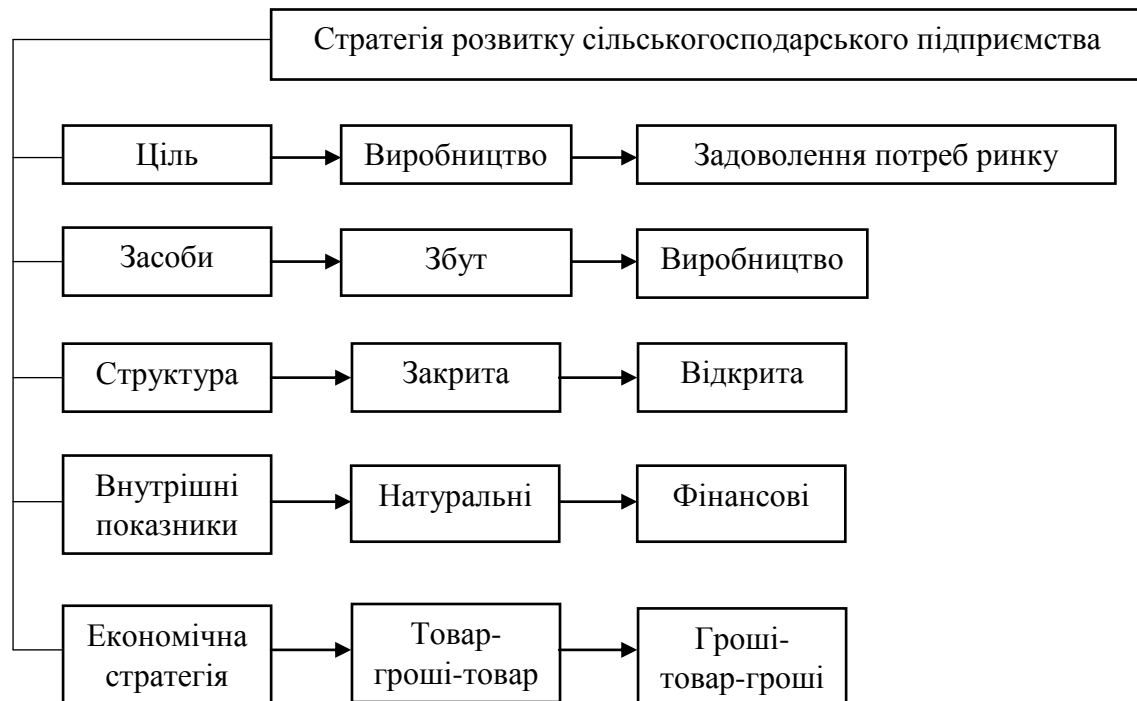 Стратегія розвитку сільськогосподарського підприємства
Ціль
Виробництво
Задоволення потреб ринку
Засоби
Збут
Виробництво
Структура
Закрита
Відкрита
Внутрішні
показники
Натуральні
Фінансові
Економічна
стратегія
Товар-
гроші-товар
Гроші-
товар-гроші